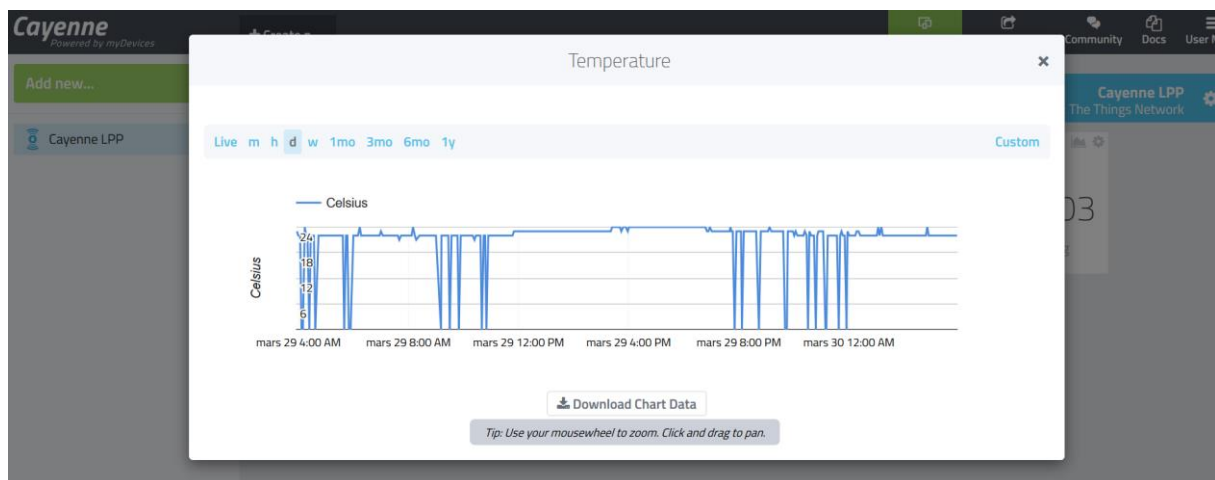 Cayenne
Powered by myDevices
Community Docs
Add new...
Cayenne LPP
Temperature
Cayenne LPP
The Things Network
Live m h d w 1mo 3mo 6mo 1y Custom
03
Celsius
Celsius
24
18
12
6
mars 29 4:00 AM mars 29 8:00 AM mars 29 12:00 PM mars 29 4:00 PM mars 29 8:00 PM mars 30 12:00 AM
Download Chart Data
Tip: Use your mousewheel to zoom. Click and drag to pan.